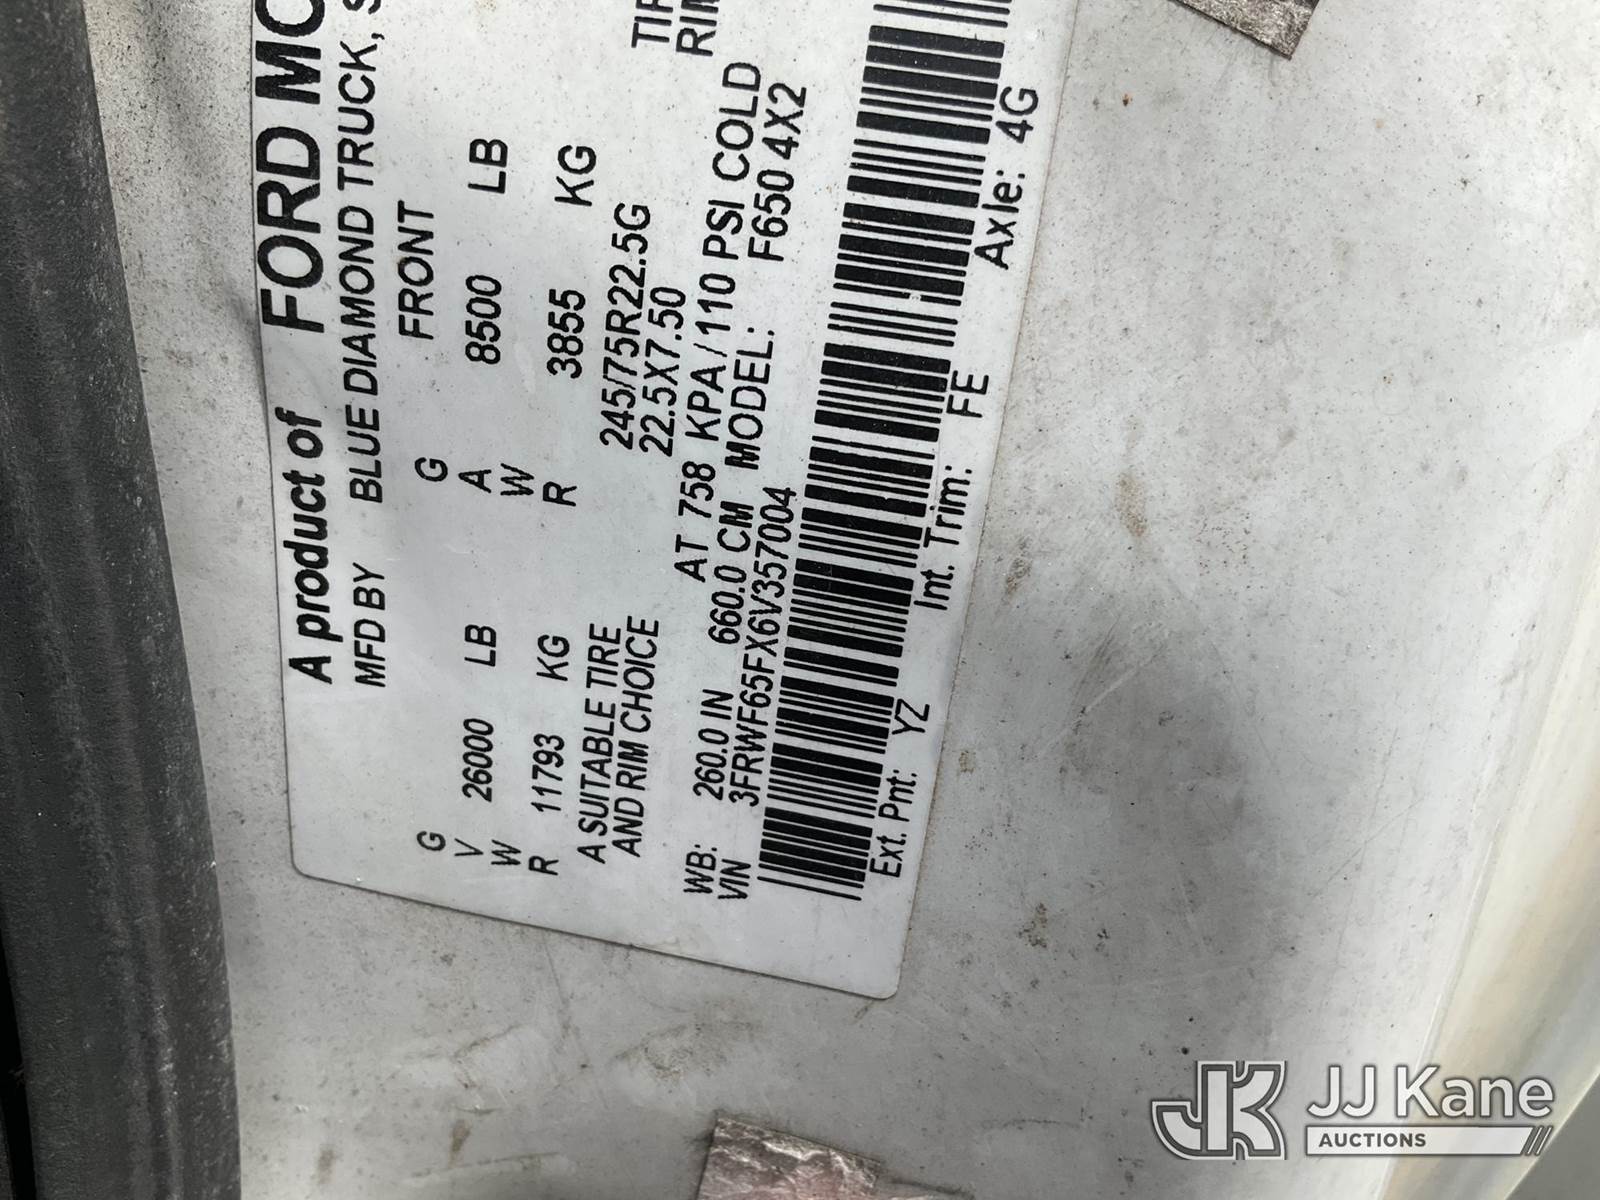 A product of FORD MO
MFD BY BLUE DIAMOND TRUCK,
FRONT
GVWR 26000 LB GAWR 8500 LB
11793 KG 3855 KG
A SUITABLE TIRE 245/75R22.5G
AND RIM CHOICE 22.5X7.50
AT 758 KPA/110 PSI COLD
WB: 260.0 IN 660.0 CM MODEL: F650 4X2
VIN 3FRWF65FX6V357004
Ext. Pnt: YZ Int. Trim: FE Axle: 4G
JK JJ Kane
AUCTIONS